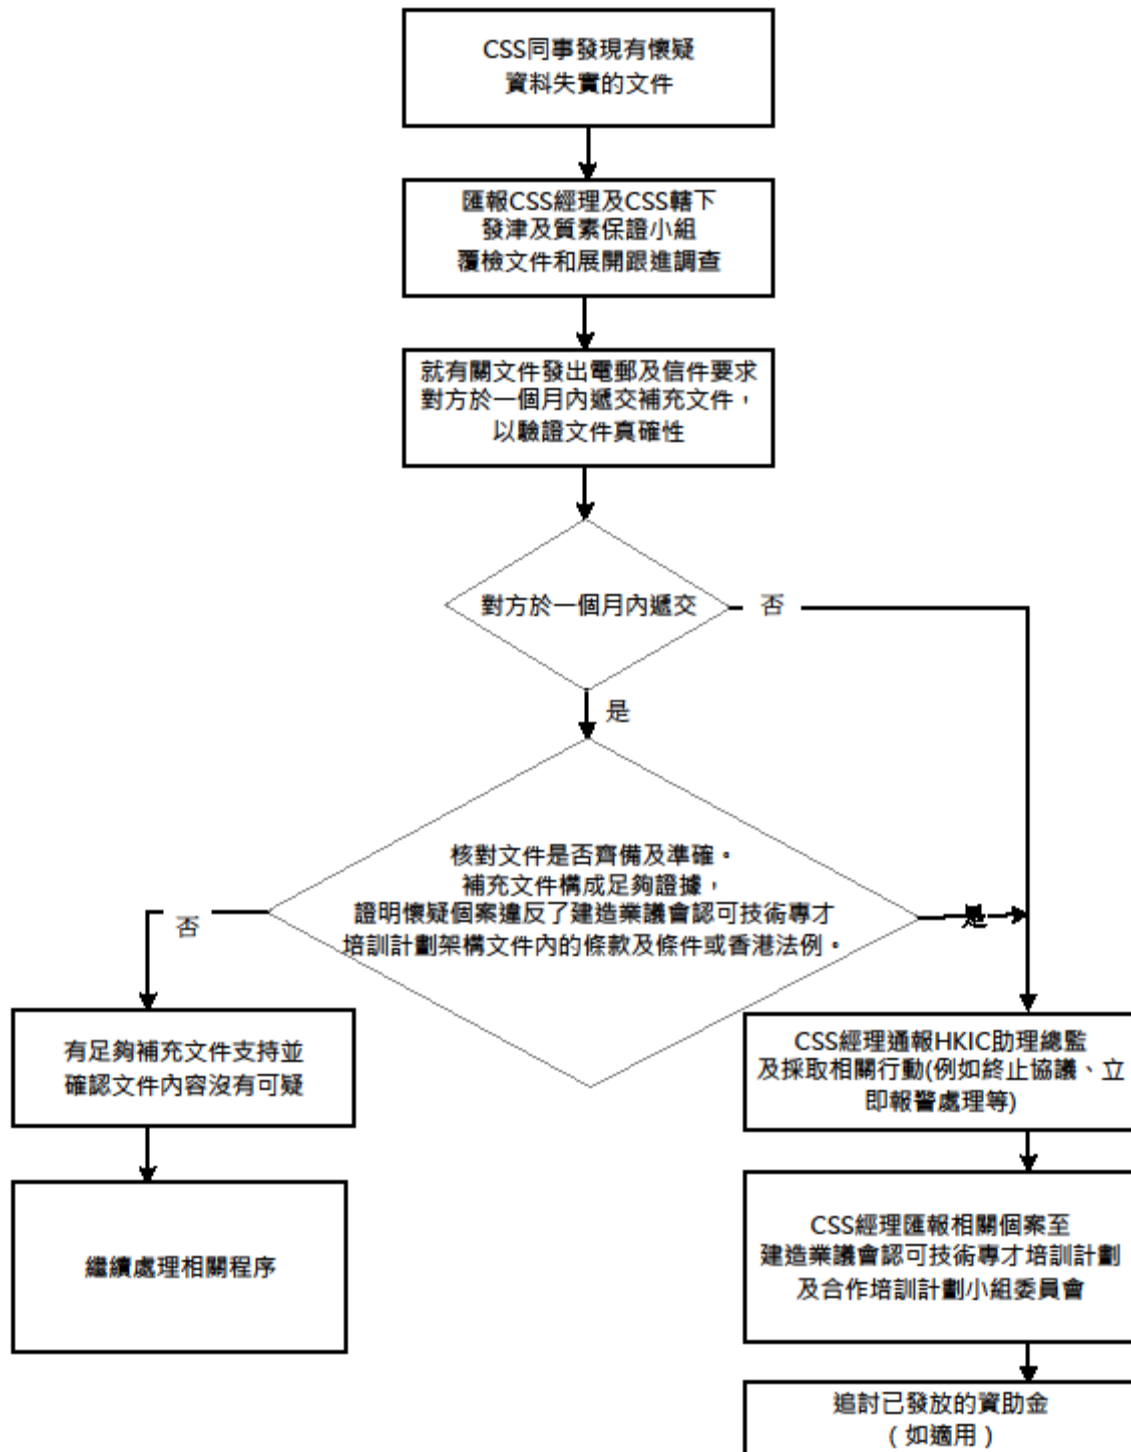 CSS同事發現有懷疑
資料失實的文件
匯報CSS經理及CSS轄下
發津及質素保證小組
覆檢文件和展開跟進調查
就有關文件發出電郵及信件要求
對方於一個月內遞交補充文件，
以驗證文件真確性
對方於一個月內遞交
否
是
核對文件是否齊備及準確。
補充文件構成足夠證據，
證明懷疑個案違反了建造業議會認可技術專才
培訓計劃架構文件內的條款及條件或香港法例。
否
是
有足夠補充文件支持並
確認文件內容沒有可疑
繼續處理相關程序
CSS經理通報HKIC助理總監
及採取相關行動(例如終止協議、立
即報警處理等)
CSS經理匯報相關個案至
建造業議會認可技術專才培訓計劃
及合作培訓計劃小組委員會
追討已發放的資助金
（如適用）